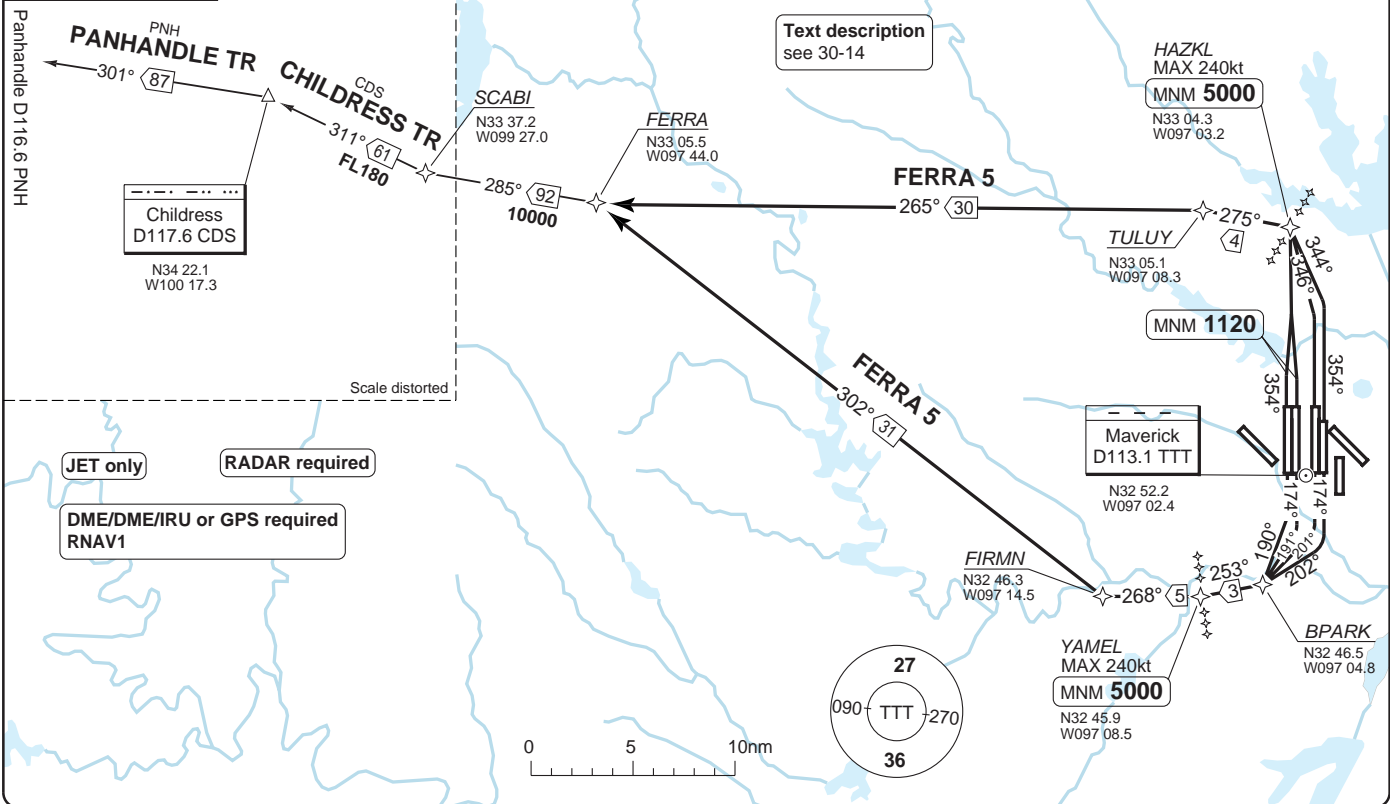 Panhandle D116.6 PNH
PNH
PANHANDLE TR
301° 87
CDS
CHILDRESS TR
311° 61
FL180
SCABI
N33 37.2
W099 27.0
Childress
D117.6 CDS
N34 22.1
W100 17.3
Scale distorted
285° 92
10000
FERRA
N33 05.5
W097 44.0
Text description
see 30-14
FERRA 5
265° 30
HAZKL
MAX 240kt
MNM 5000
N33 04.3
W097 03.2
TULUY
N33 05.1
W097 08.3
275°
4
344°
346°
MNM 1120
354°
354°
FERRA 5
302° 31
Maverick
D113.1 TTT
N32 52.2
W097 02.4
174°
174°
190°
191°
201°
202°
JET only
RADAR required
DME/DME/IRU or GPS required
RNAV1
FIRMN
N32 46.3
W097 14.5
268° 5
253°
3
BPARK
N32 46.5
W097 04.8
YAMEL
MAX 240kt
MNM 5000
N32 45.9
W097 08.5
27
090 TTT 270
36
0 5 10nm